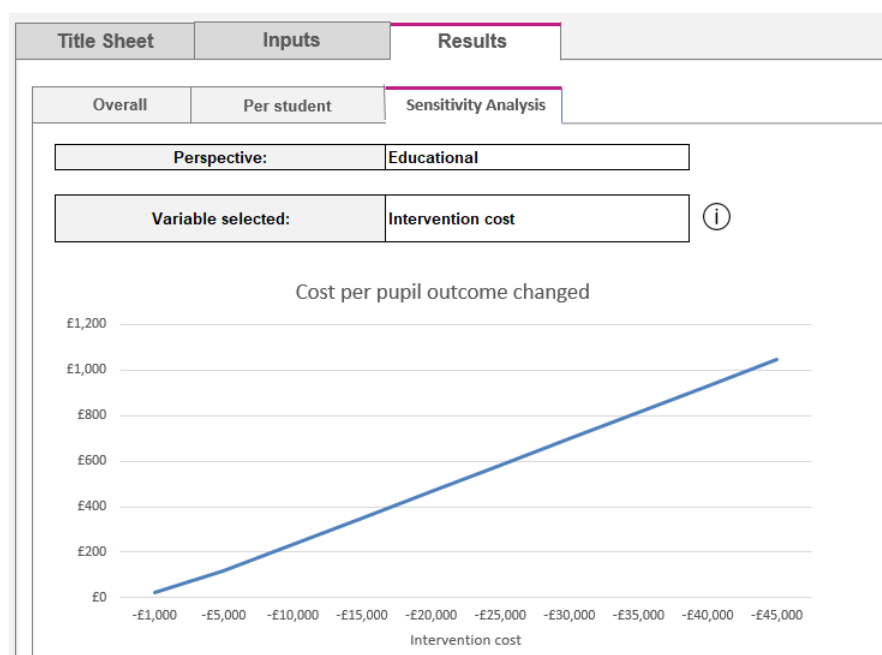 Title Sheet Inputs Results
Overall Per student Sensitivity Analysis
Perspective: Educational
Variable selected: Intervention cost i
Cost per pupil outcome changed
£1,200
£1,000
£800
£600
£400
£200
£0
-£1,000 -£5,000 -£10,000 -£15,000 -£20,000 -£25,000 -£30,000 -£35,000 -£40,000 -£45,000
Intervention cost